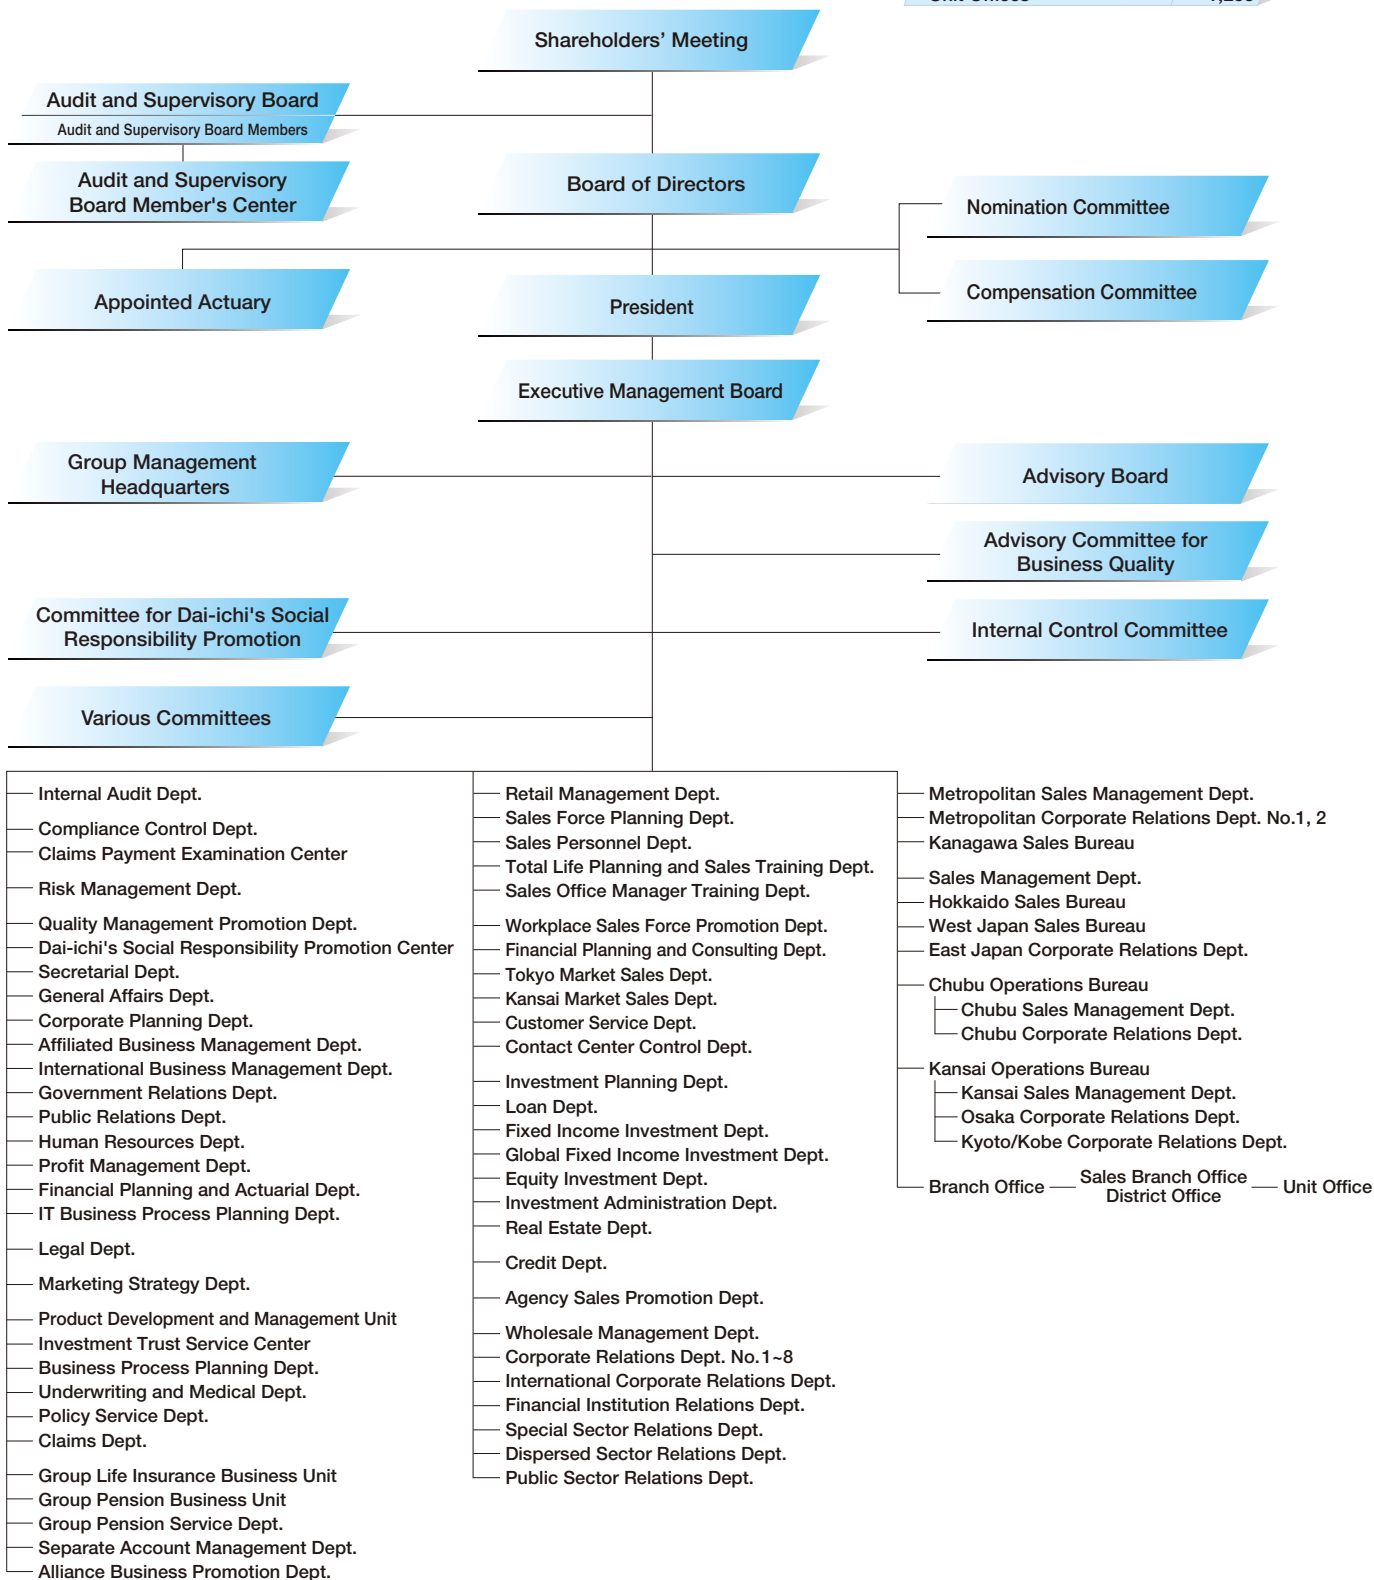 Shareholders’ Meeting
Audit and Supervisory Board
Audit and Supervisory Board Members
Audit and Supervisory
Board Member's Center
Board of Directors
Nomination Committee
Compensation Committee
Appointed Actuary
President
Executive Management Board
Group Management
Headquarters
Advisory Board
Advisory Committee for
Business Quality
Committee for Dai-ichi's Social
Responsibility Promotion
Internal Control Committee
Various Committees
Internal Audit Dept.
Compliance Control Dept.
Claims Payment Examination Center
Risk Management Dept.
Quality Management Promotion Dept.
Dai-ichi's Social Responsibility Promotion Center
Secretarial Dept.
General Affairs Dept.
Corporate Planning Dept.
Affiliated Business Management Dept.
International Business Management Dept.
Government Relations Dept.
Public Relations Dept.
Human Resources Dept.
Profit Management Dept.
Financial Planning and Actuarial Dept.
IT Business Process Planning Dept.
Legal Dept.
Marketing Strategy Dept.
Product Development and Management Unit
Investment Trust Service Center
Business Process Planning Dept.
Underwriting and Medical Dept.
Policy Service Dept.
Claims Dept.
Group Life Insurance Business Unit
Group Pension Business Unit
Group Pension Service Dept.
Separate Account Management Dept.
Alliance Business Promotion Dept.
Retail Management Dept.
Sales Force Planning Dept.
Sales Personnel Dept.
Total Life Planning and Sales Training Dept.
Sales Office Manager Training Dept.
Workplace Sales Force Promotion Dept.
Financial Planning and Consulting Dept.
Tokyo Market Sales Dept.
Kansai Market Sales Dept.
Customer Service Dept.
Contact Center Control Dept.
Investment Planning Dept.
Loan Dept.
Fixed Income Investment Dept.
Global Fixed Income Investment Dept.
Equity Investment Dept.
Investment Administration Dept.
Real Estate Dept.
Credit Dept.
Agency Sales Promotion Dept.
Wholesale Management Dept.
Corporate Relations Dept. No.1~8
International Corporate Relations Dept.
Financial Institution Relations Dept.
Special Sector Relations Dept.
Dispersed Sector Relations Dept.
Public Sector Relations Dept.
Metropolitan Sales Management Dept.
Metropolitan Corporate Relations Dept. No.1, 2
Kanagawa Sales Bureau
Sales Management Dept.
Hokkaido Sales Bureau
West Japan Sales Bureau
East Japan Corporate Relations Dept.
Chubu Operations Bureau
Chubu Sales Management Dept.
Chubu Corporate Relations Dept.
Kansai Operations Bureau
Kansai Sales Management Dept.
Osaka Corporate Relations Dept.
Kyoto/Kobe Corporate Relations Dept.
Branch Office
Sales Branch Office
District Office
Unit Office